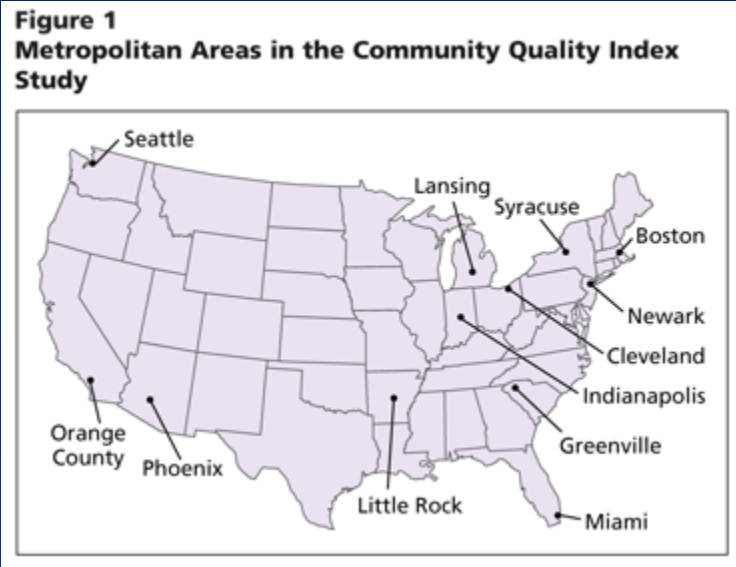 Figure 1
Metropolitan Areas in the Community Quality Index
Study
Seattle
Lansing
Syracuse
Boston
Newark
Cleveland
Indianapolis
Greenville
Orange
County
Phoenix
Little Rock
Miami